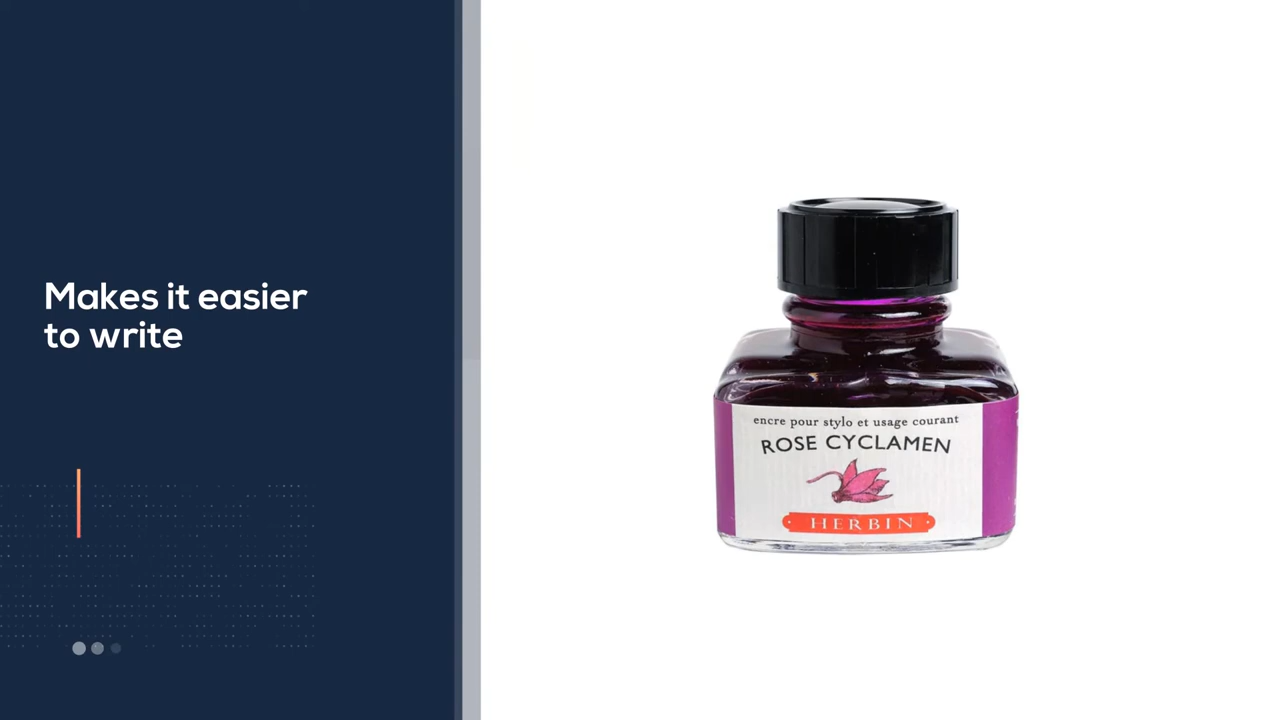 Makes it easier
to write
encre pour stylo et usage courant
ROSE CYCLAMEN
HERBIN